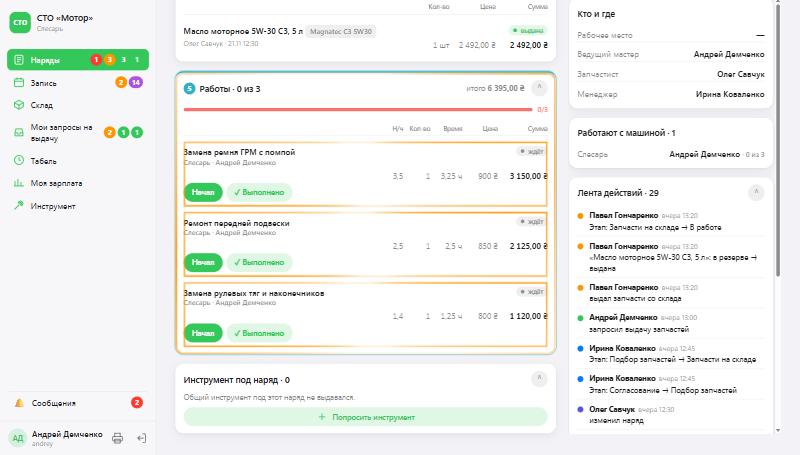 СТО
СТО «Мотор»
Слесарь
Наряды 1 3 3 1
Запись 2 14
Склад
Мои запросы на
выдачу 2 1 1
Табель
Моя зарплата
Инструмент
Сообщения 2
АД Андрей Демченко
andrey
Кол-во Цена Сумма
Масло моторное 5W-30 C3, 5 л Magnatec C3 5W30 выдана
Олег Савчук · 21.11 12:30
1 шт 2 492,00 ₴ 2 492,00 ₴
5 Работы · 0 из 3 итого 6 395,00 ₴
0/3
Н/ч Кол-во Время Цена Сумма
Замена ремня ГРМ с помпой ждёт
Слесарь · Андрей Демченко
3,5 1 3,25 ч 900 ₴ 3 150,00 ₴
Начал ✓ Выполнено
Ремонт передней подвески ждёт
Слесарь · Андрей Демченко
2,5 1 2,5 ч 850 ₴ 2 125,00 ₴
Начал ✓ Выполнено
Замена рулевых тяг и наконечников ждёт
Слесарь · Андрей Демченко
1,4 1 1,25 ч 800 ₴ 1 120,00 ₴
Начал ✓ Выполнено
Инструмент под наряд · 0
Общий инструмент под этот наряд не выдавался.
+ Попросить инструмент
Кто и где
Рабочее место —
Ведущий мастер Андрей Демченко
Запчастист Олег Савчук
Менеджер Ирина Коваленко
Работают с машиной · 1
Слесарь Андрей Демченко · 0 из 3
Лента действий · 29
Павел Гончаренко вчера 13:20
Этап: Запчасти на складе → В работе
Павел Гончаренко вчера 13:20
«Масло моторное 5W-30 C3, 5 л»: в резерве →
выдана
Павел Гончаренко вчера 13:20
выдал запчасти со склада
Андрей Демченко вчера 13:00
запросил выдачу запчастей
Ирина Коваленко вчера 12:45
Этап: Подбор запчастей → Запчасти на складе
Ирина Коваленко вчера 12:45
Этап: Согласование → Подбор запчастей
Олег Савчук вчера 12:30
изменил наряд